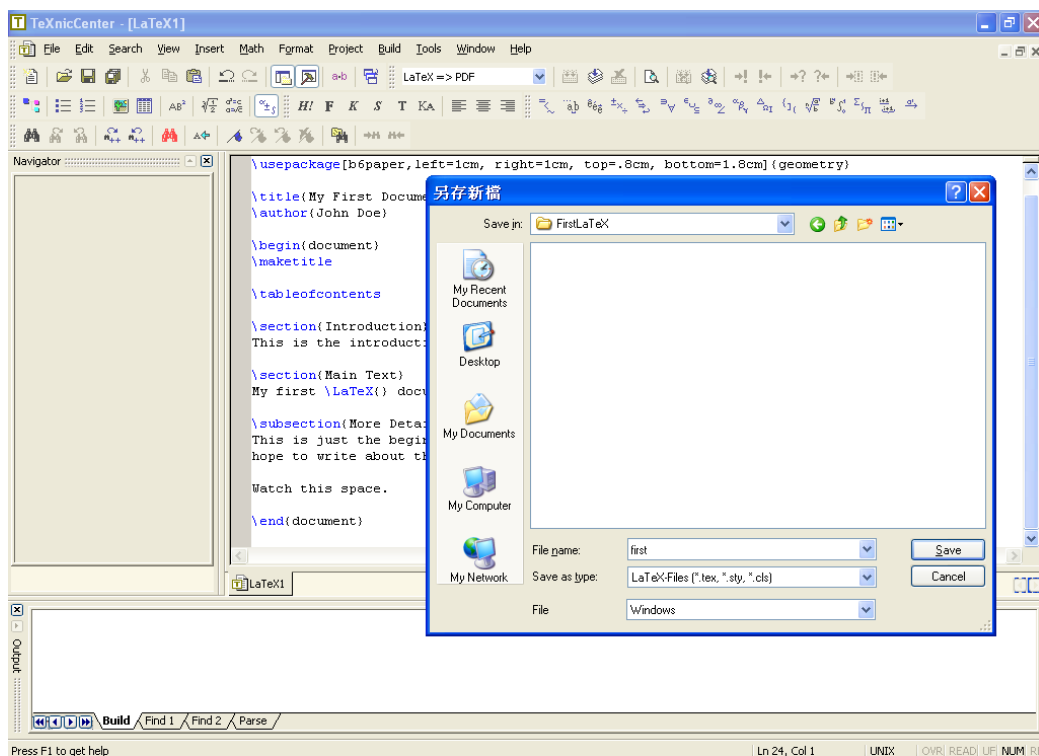 TeXnicCenter - [LaTeX1]
File Edit Search View Insert Math Format Project Build Tools Window Help
LaTeX => PDF
Navigator
\usepackage[b6paper,left=1cm, right=1cm, top=.8cm, bottom=1.8cm]{geometry}
\title{My First Docume
\author{John Doe}
\begin{document}
\maketitle
\tableofcontents
\section{Introduction}
This is the introducti
\section{Main Text}
My first \LaTeX{} docu
\subsection{More Detai
This is just the begin
hope to write about th
Watch this space.
\end{document}
LaTeX1
另存新檔
Save in: FirstLaTeX
My Recent
Documents
Desktop
My Documents
My Computer
My Network
File name: first Save
Save as type: LaTeX-Files (*.tex, *.sty, *.cls) Cancel
File Windows
Output
Build Find 1 Find 2 Parse
Press F1 to get help Ln 24, Col 1 UNIX OVR READ LF NUM